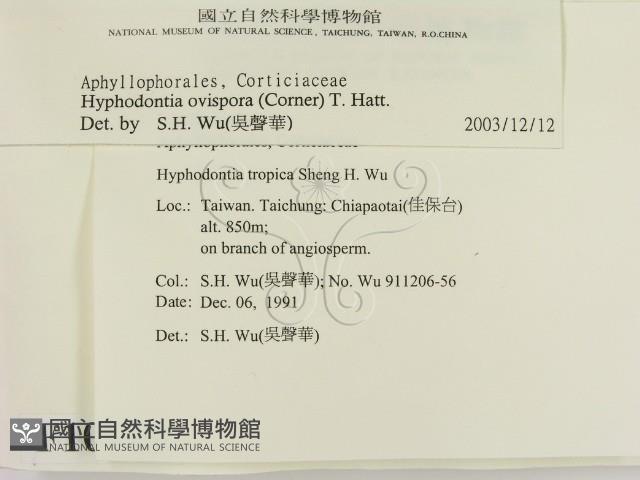 國立自然科學博物館
NATIONAL MUSEUM OF NATURAL SCIENCE, TAICHUNG, TAIWAN, R.O.CHINA
Aphyllophorales, Corticiaceae
Hyphodontia ovispora (Corner) T. Hatt.
Det. by S.H. Wu(吳聲華) 2003/12/12
Aphyllophorales, Corticiaceae
Hyphodontia tropica Sheng H. Wu
Loc.: Taiwan. Taichung: Chiapaotai(佳保台)
alt. 850m;
on branch of angiosperm.
Col.: S.H. Wu(吳聲華); No. Wu 911206-56
Date: Dec. 06, 1991
Det.: S.H. Wu(吳聲華)
國立自然科學博物館
NATIONAL MUSEUM OF NATURAL SCIENCE